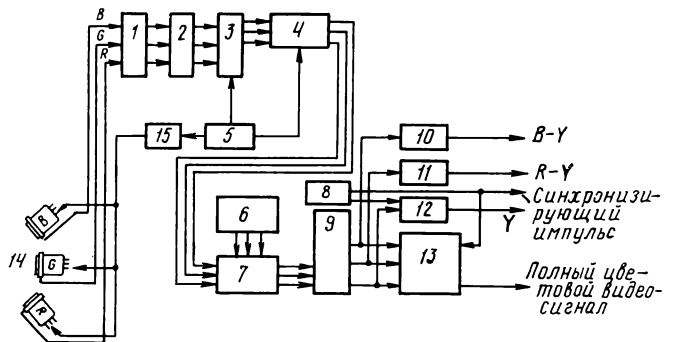 B
G
R
1
2
3
4
15
5
10
B-Y
11
R-Y
8
Синхронизи-
рующий
импульс
12
Y
6
9
7
13
Полный цве-
товой видео-
сигнал
14
B
G
R